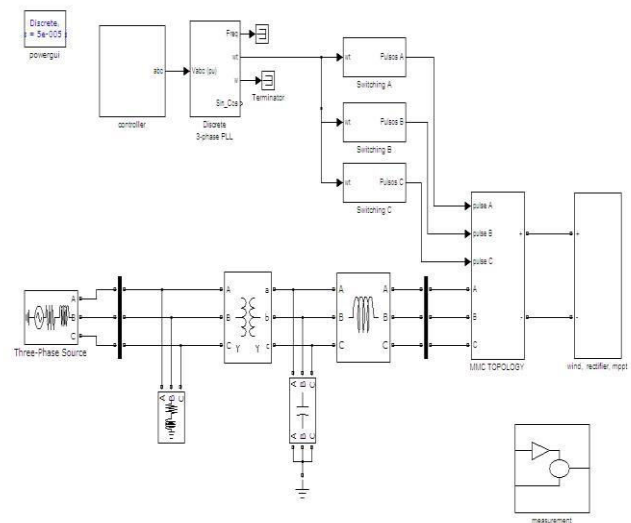 Discrete,
s = 5e-005
powergui
abc
controller
Vabc (pu)
Freq
wt
w
Sin_Cos
Discrete
3-phase PLL
Terminator
wt
Pulsos A
Switching A
wt
Pulsos B
Switching B
wt
Pulsos C
Switching C
pulse A
pulse B
pulse C
A
B
C
+
-
MMC TOPOLOGY
+
-
wind, rectifier, mppt
A
B
C
Three-Phase Source
A
B
C
a
b
c
Y Y
A
B
C
A
B
C
A B C
A B C
A B C
measurement